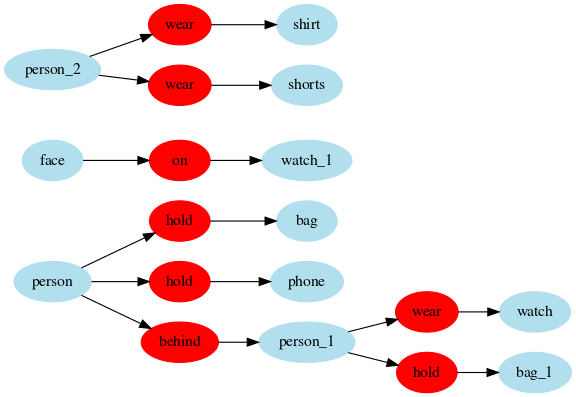 wear
shirt
person_2
wear
shorts
face
on
watch_1
hold
bag
person
hold
phone
wear
watch
behind
person_1
hold
bag_1